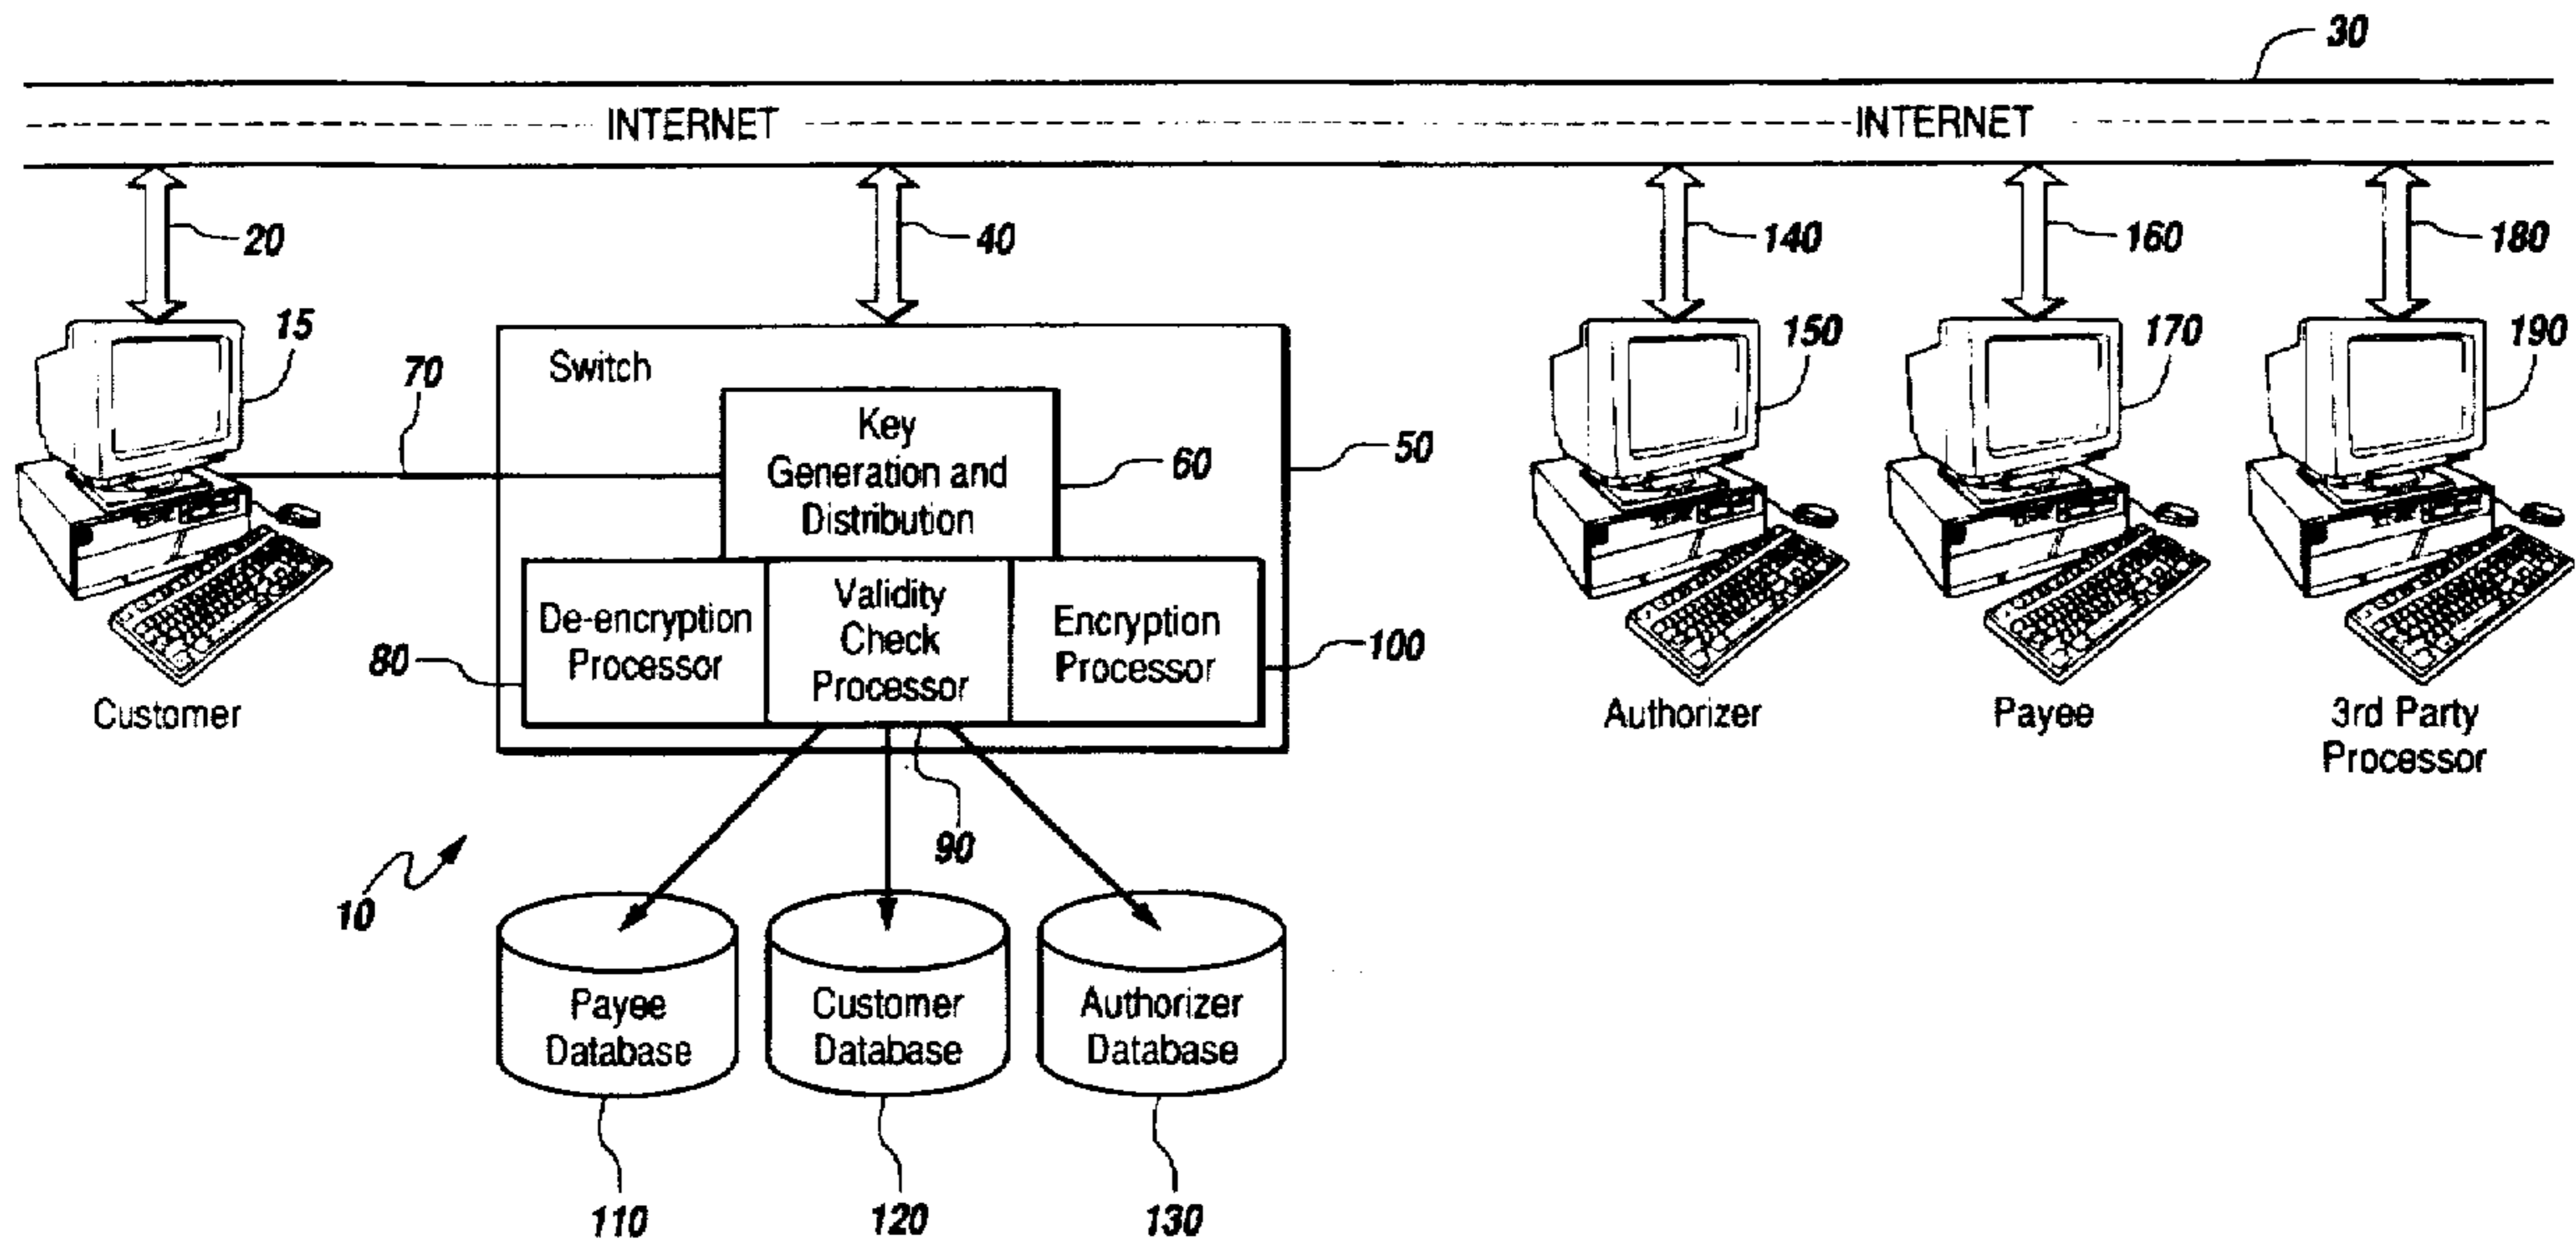 30
INTERNET
INTERNET
20
40
140
160
180
15
150
170
190
70
Switch
Key
Generation and
Distribution
60
50
De-encryption
Processor
Validity
Check
Processor
Encryption
Processor
80
100
Customer
Authorizer
Payee
3rd Party
Processor
90
10
Payee
Database
Customer
Database
Authorizer
Database
110
120
130